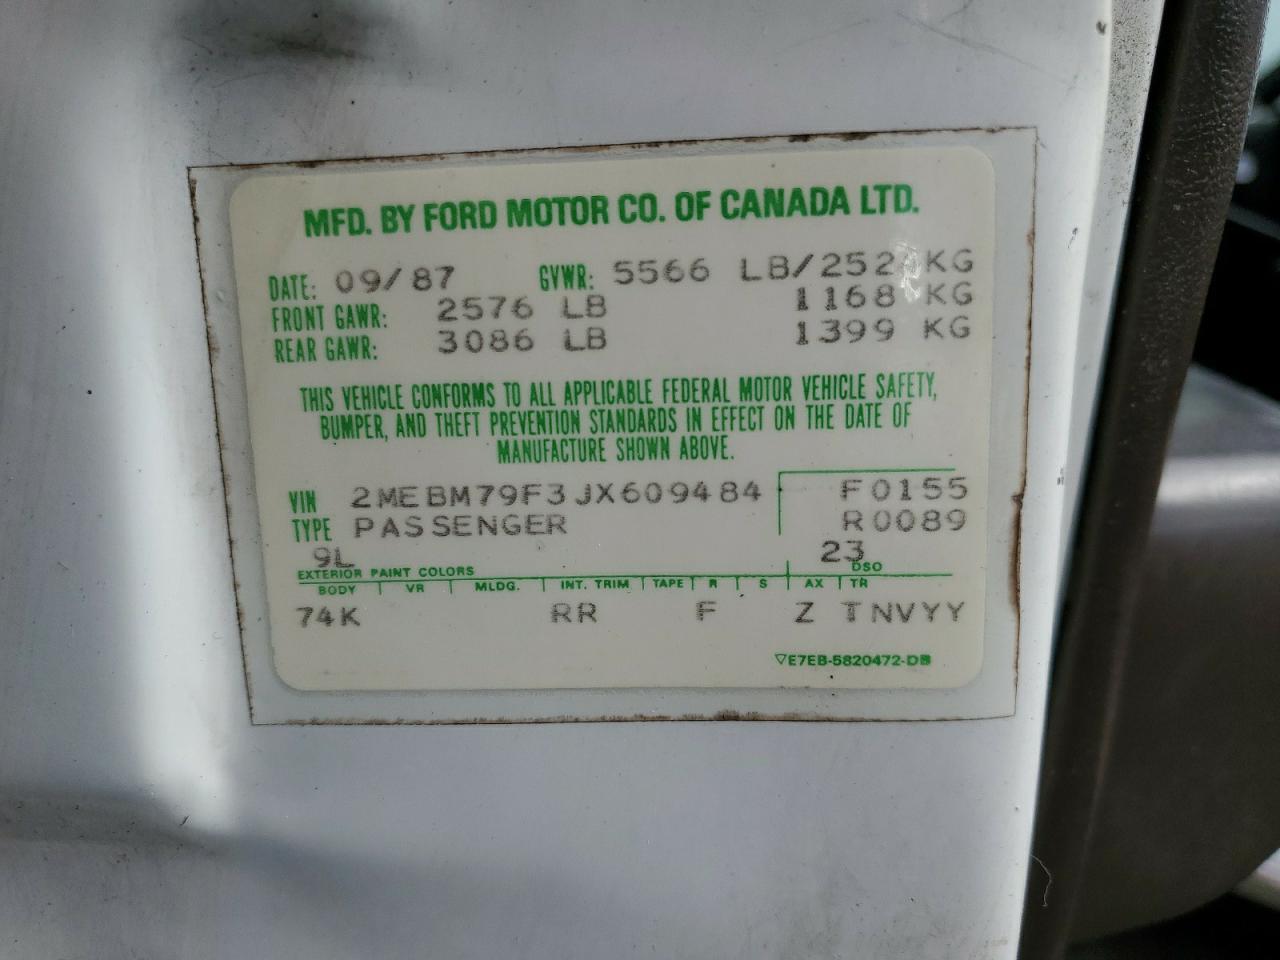 MFD. BY FORD MOTOR CO. OF CANADA LTD.
DATE: 09/87 GVWR: 5566 LB/ KG
FRONT GAWR: 2576 LB 1168 KG
REAR GAWR: 3086 LB 1399 KG
THIS VEHICLE CONFORMS TO ALL APPLICABLE FEDERAL MOTOR VEHICLE SAFETY,
BUMPER, AND THEFT PREVENTION STANDARDS IN EFFECT ON THE DATE OF
MANUFACTURE SHOWN ABOVE.
VIN 2MEBM79F3JX609484 F0155
TYPE PASSENGER R0089
9L 23
EXTERIOR PAINT COLORS DSO
BODY VR MLDG. INT. TRIM TAPE R S AX TR
74K RR F Z TNVYY
▽E7EB-5820472-DB